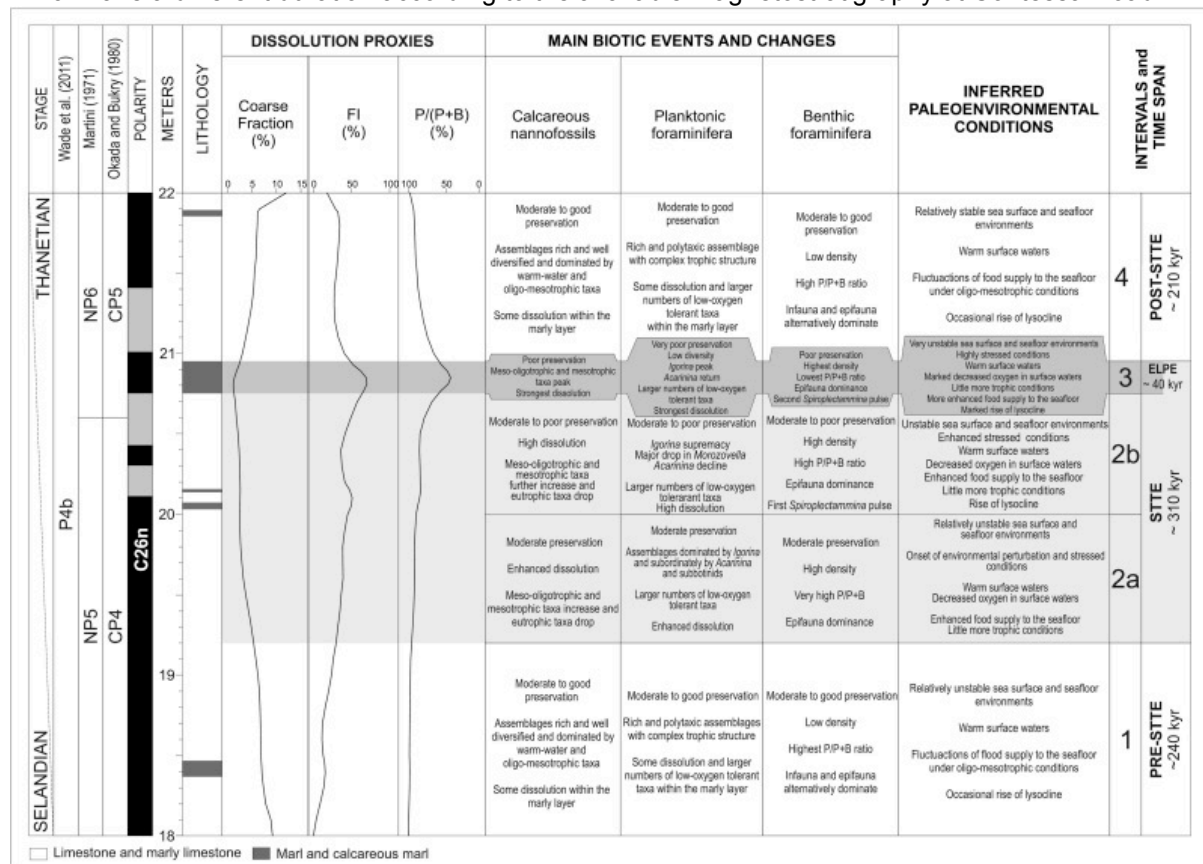 DISSOLUTION PROXIES
MAIN BIOTIC EVENTS AND CHANGES
INFERRED
PALEOENVIRONMENTAL
CONDITIONS
INTERVALS and
TIME SPAN
STAGE
Wade et al. (2011)
Martini (1971)
Okada and Bukry (1980)
POLARITY
METERS
LITHOLOGY
Coarse
Fraction
(%)
FI
(%)
P/(P+B)
(%)
Calcareous
nannofossils
Planktonic
foraminifera
Benthic
foraminifera
0 5 10 15 0 50 100 100 50 0
22
21
20
19
18
THANETIAN
SELANDIAN
P4b
NP6
NP5
CP5
CP4
C26n
Moderate to good
preservation
Assemblages rich and well
diversified and dominated by
warm-water and
oligo-mesotrophic taxa
Some dissolution within the
marly layer
Moderate to good
preservation
Rich and polytaxic assemblage
with complex trophic structure
Some dissolution and larger
numbers of low-oxygen
tolerant taxa
within the marly layer
Moderate to good
preservation
Low density
High P/P+B ratio
Infauna and epifauna
alternatively dominate
Relatively stable sea surface and seafloor
environments
Warm surface waters
Fluctuations of food supply to the seafloor
under oligo-mesotrophic conditions
Occasional rise of lysocline
4
POST-STTE
~ 210 kyr
Poor preservation
Meso-oligotrophic and mesotrophic
taxa peak
Strongest dissolution
Very poor preservation
Low diversity
Igorina peak
Acarinina return
Larger numbers of low-oxygen
tolerant taxa
Strongest dissolution
Poor preservation
Highest density
Lowest P/P+B ratio
Epifauna dominance
Second Spiroplectammina pulse
Very unstable sea surface and seafloor environments
Highly stressed conditions
Warm surface waters
Marked decreased oxygen in surface waters
Little more trophic conditions
More enhanced food supply to the seafloor
Marked rise of lysocline
3
ELPE
~ 40 kyr
Moderate to poor preservation
High dissolution
Meso-oligotrophic and
mesotrophic taxa
further increase and
eutrophic taxa drop
Moderate to poor preservation
Igorina supremacy
Major drop in Morozovella
Acarinina decline
Larger numbers of low-oxygen
tolerarant taxa
High dissolution
Moderate to poor preservation
High density
High P/P+B ratio
Epifauna dominance
First Spiroplectammina pulse
Unstable sea surface and seafloor environments
Enhanced stressed conditions
Warm surface waters
Decreased oxygen in surface waters
Enhanced food supply to the seafloor
Little more trophic conditions
Rise of lysocline
2b
STTE
~ 310 kyr
Moderate preservation
Enhanced dissolution
Meso-oligotrophic and
mesotrophic taxa increase and
eutrophic taxa drop
Moderate preservation
Assemblages dominated by Igorina
and subordinately by Acarinina
and subbotinids
Larger numbers of low-oxygen
tolerant taxa
Enhanced dissolution
Moderate preservation
High density
Very high P/P+B
Epifauna dominance
Relatively unstable sea surface and
seafloor environments
Onset of environmental perturbation and stressed
conditions
Warm surface waters
Decreased oxygen in surface waters
Enhanced food supply to the seafloor
Little more trophic conditions
2a
Moderate to good
preservation
Assemblages rich and well
diversified and dominated by
warm-water and
oligo-mesotrophic taxa
Some dissolution within the
marly layer
Moderate to good preservation
Rich and polytaxic assemblages
with complex trophic structure
Some dissolution and larger
numbers of low-oxygen tolerant
taxa within the marly layer
Moderate to good preservation
Low density
Highest P/P+B ratio
Infauna and epifauna
alternatively dominate
Relatively unstable sea surface and seafloor
environments
Warm surface waters
Fluctuations of flood supply to the seafloor
under oligo-mesotrophic conditions
Occasional rise of lysocline
1
PRE-STTE
~240 kyr
Limestone and marly limestone
Marl and calcareous marl